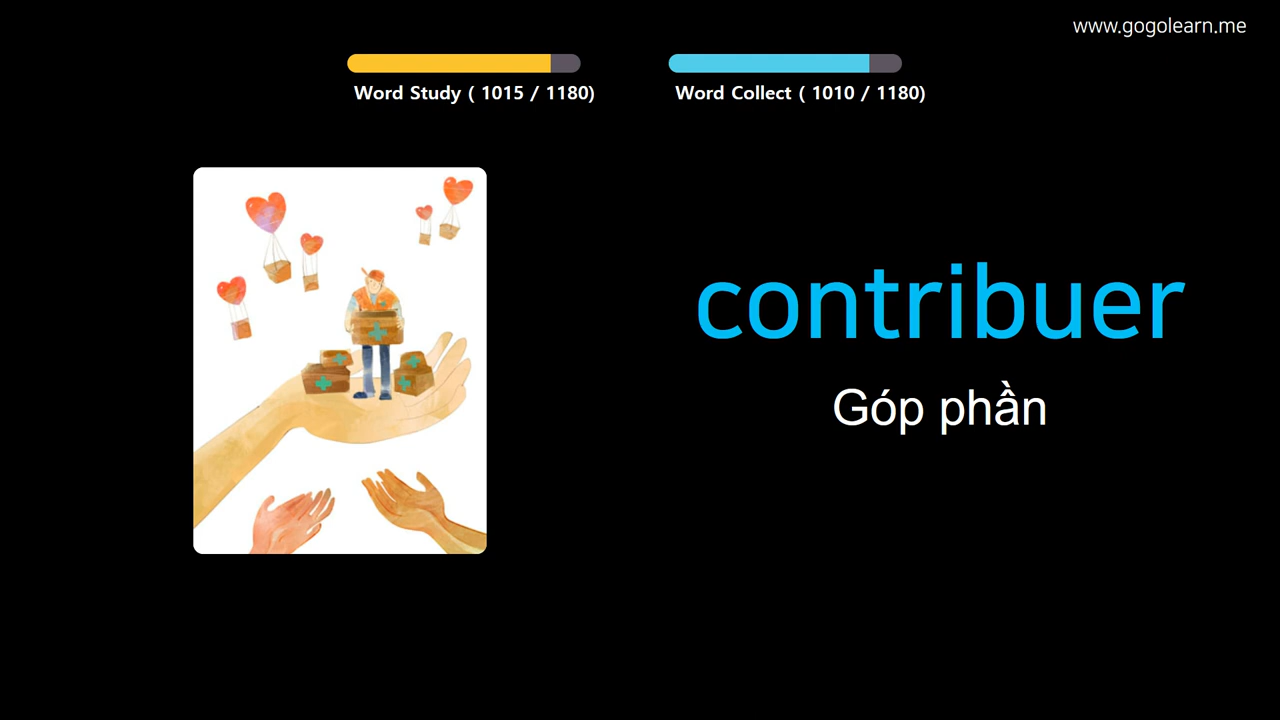 www.gogolearn.me
Word Study ( 1015 / 1180)
Word Collect ( 1010 / 1180)
contribuer
Góp phần